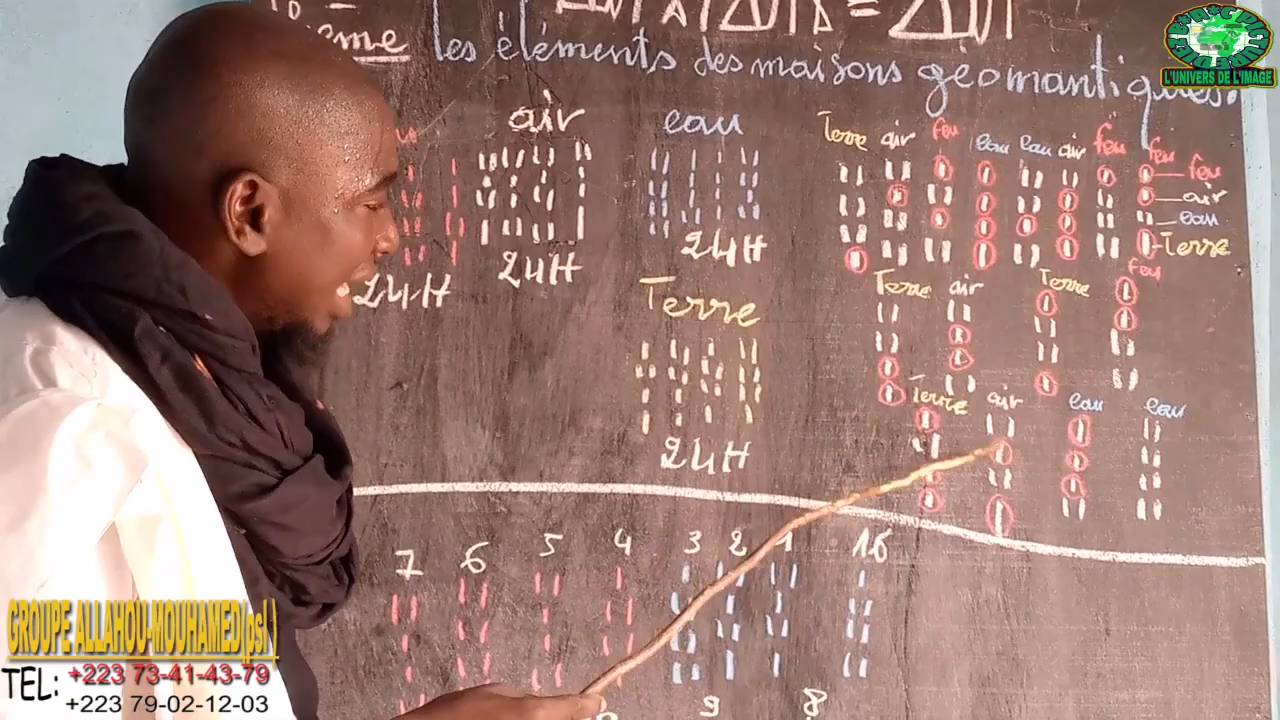 ème les éléments des maisons géomantiques.
air eau
24H 24H 24H
Terre
24H
Terre air feu eau eau air feu feu
feu
air
eau
Terre
Terre air Terre feu
Terre air eau eau
7 6 5 4 3 2 1 16
9 8
L'UNIVERS DE L'IMAGE
GROUPE ALLAHOU-MOUHAMED(psl)
TEL: +223 73-41-43-79
+223 79-02-12-03